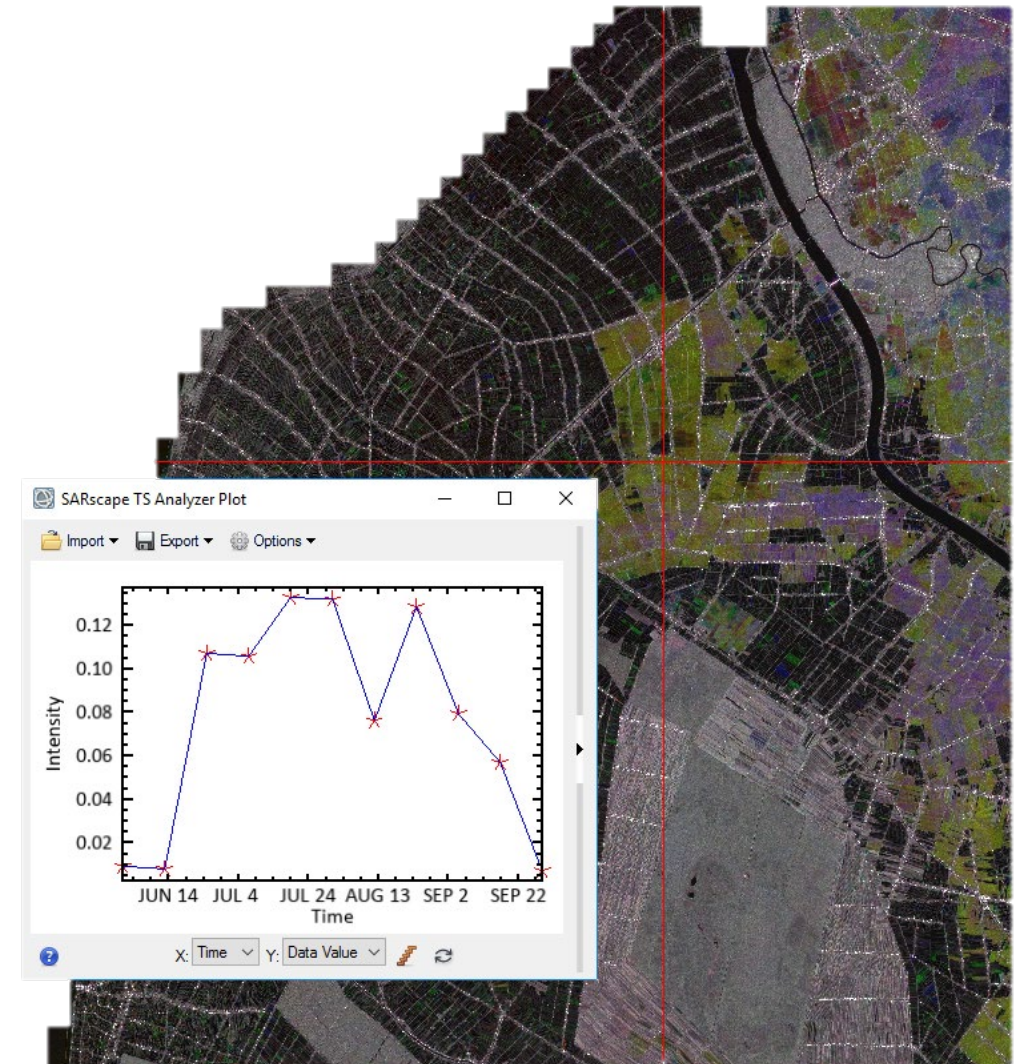 SARscape TS Analyzer Plot
Import Export Options
0.12
0.10
0.08
0.06
0.04
0.02
Intensity
JUN 14 JUL 4 JUL 24 AUG 13 SEP 2 SEP 22
Time
? X: Time Y: Data Value